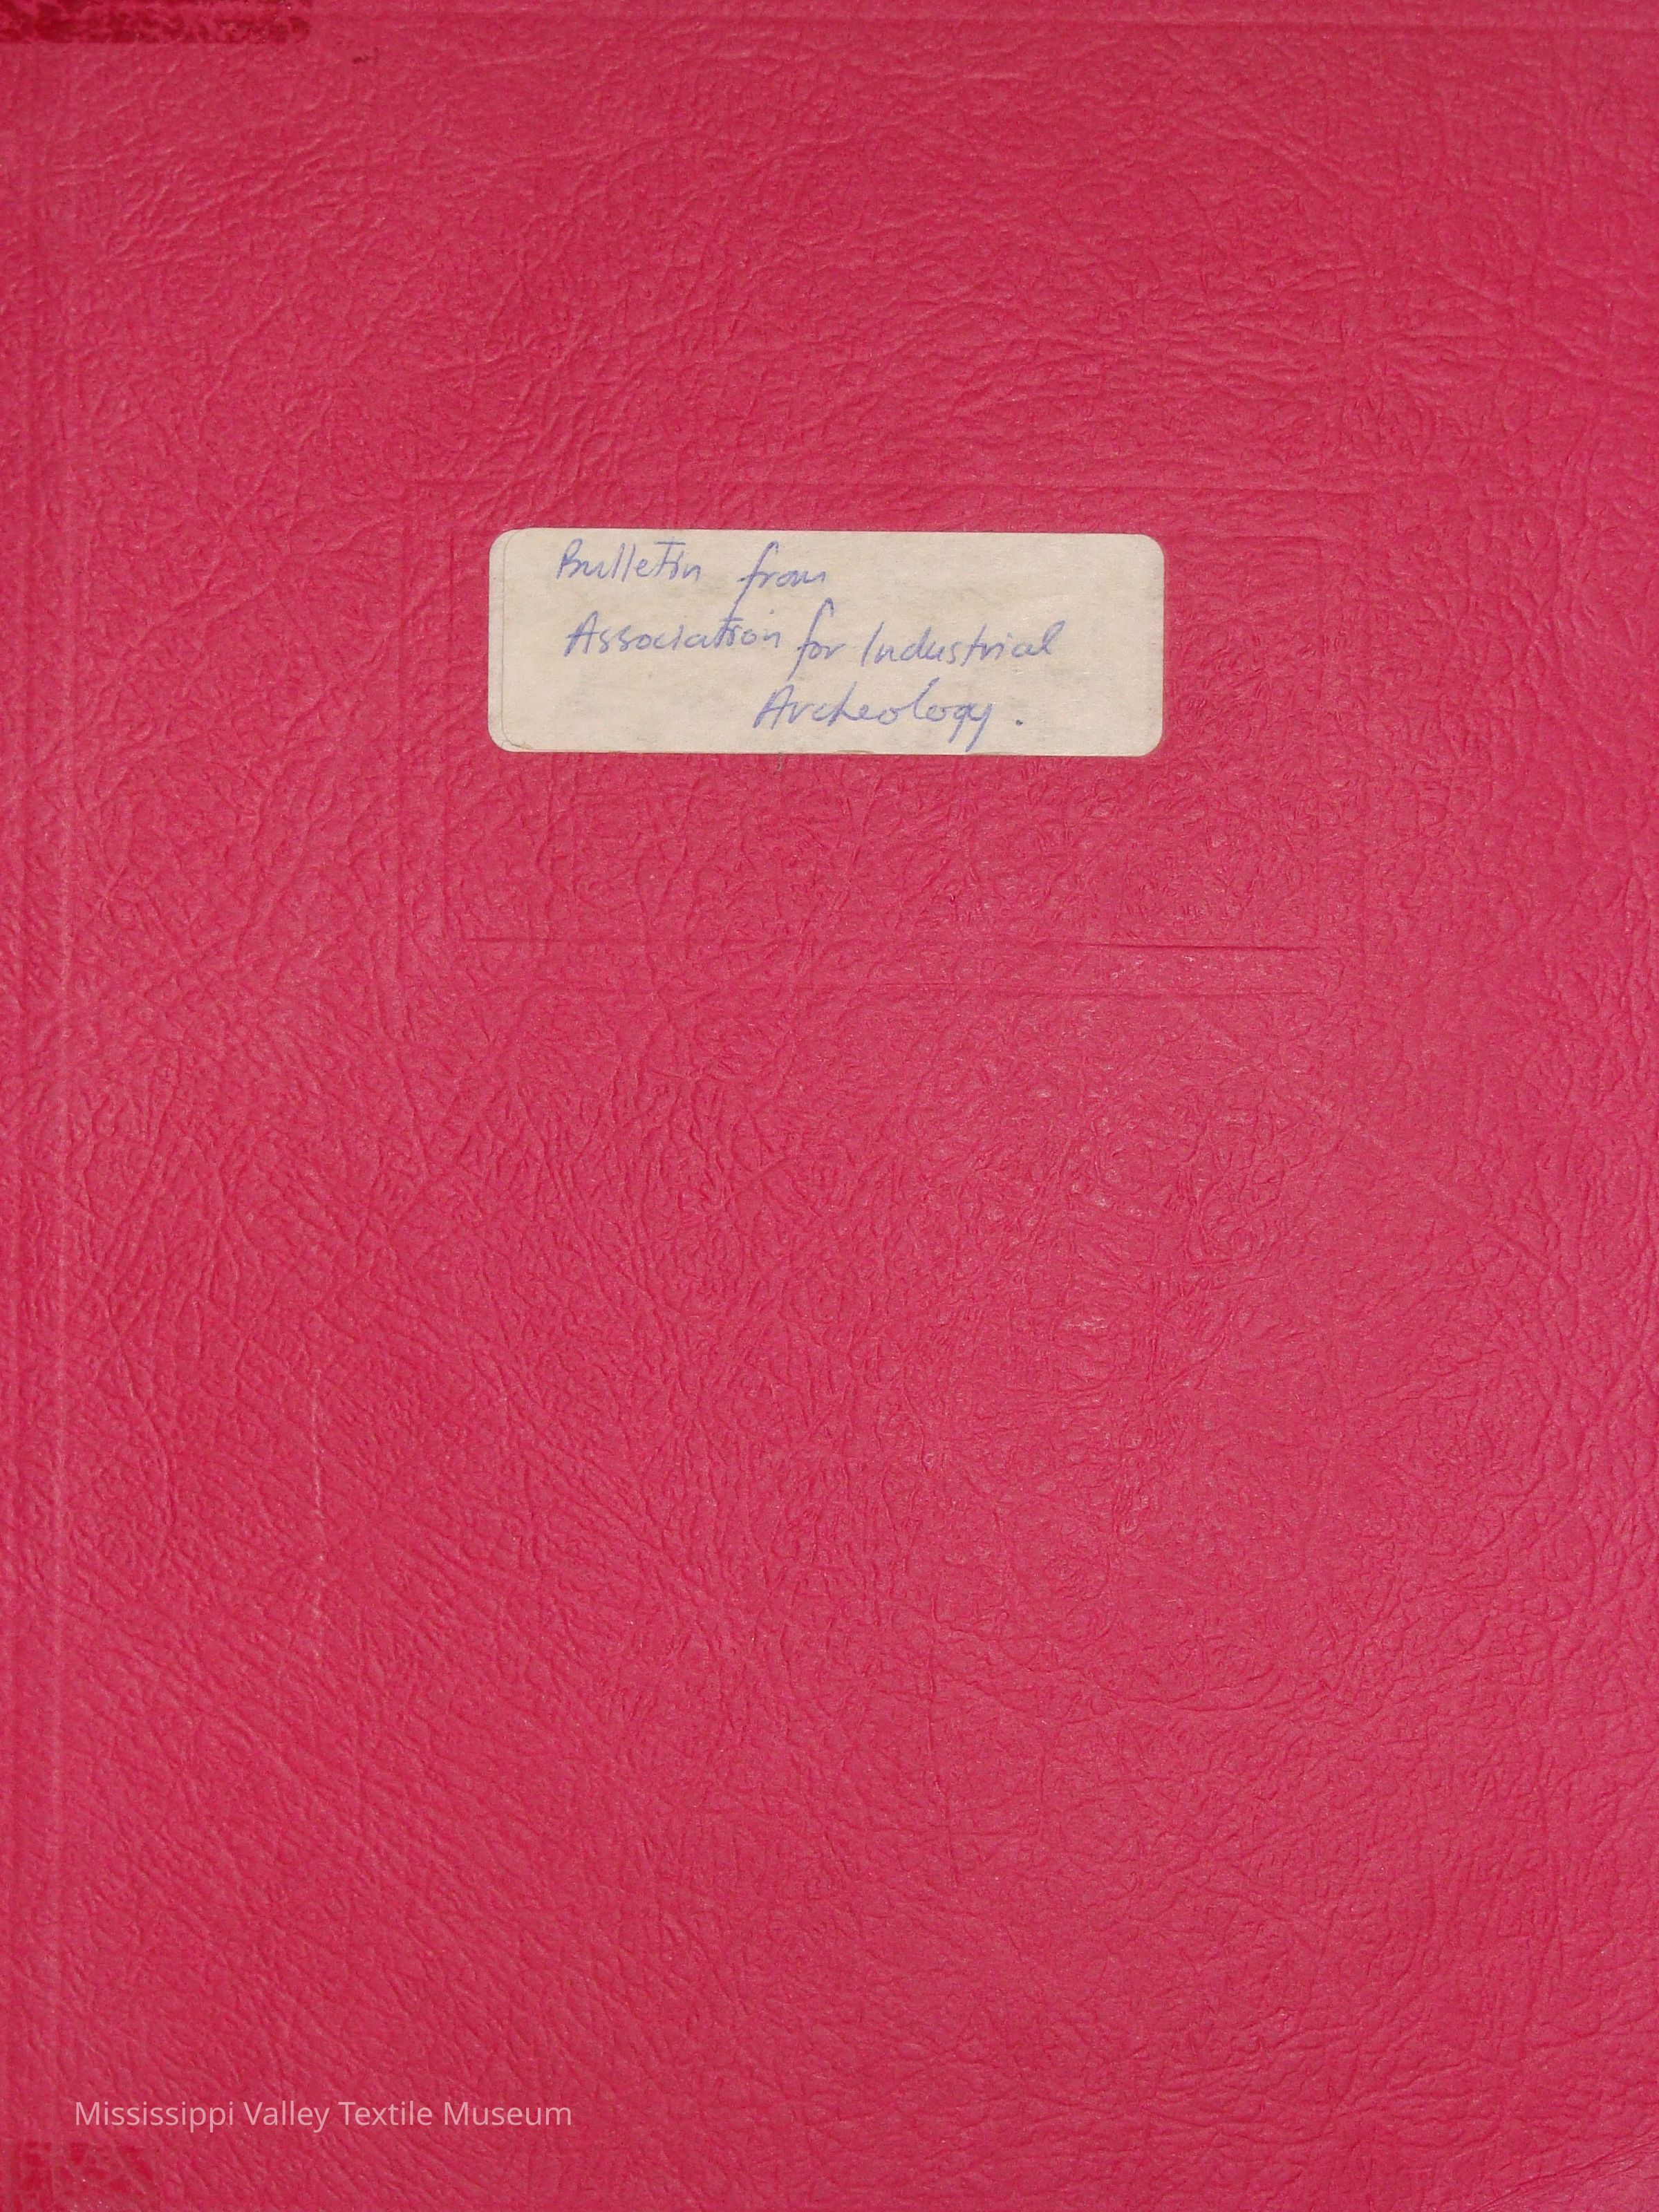 Bulletin from
Association for Industrial
Archeology.
Mississippi Valley Textile Museum